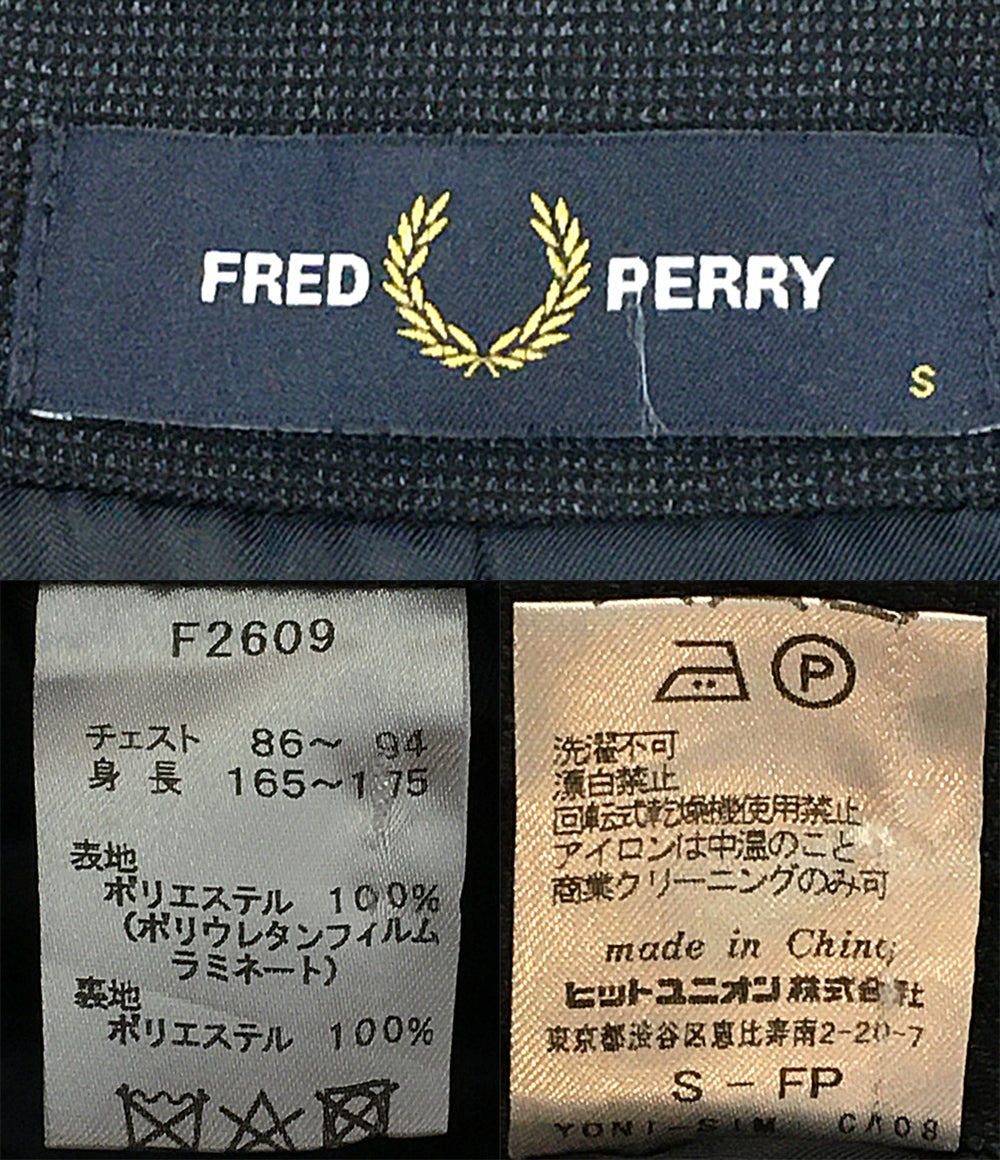 FRED PERRY
S
F2609
チェスト 86～ 94
身 長 165～175
表地
ポリエステル 100%
(ポリウレタンフィルム
ラミネート)
裏地
ポリエステル 100%
P
洗濯不可
漂白禁止
回転式乾燥機使用禁止
アイロンは中温のこと
商業クリーニングのみ可
made in China
ヒットユニオン株式会社
東京都渋谷区恵比寿南2-20-7
S - FP
YONT-SIM CA08